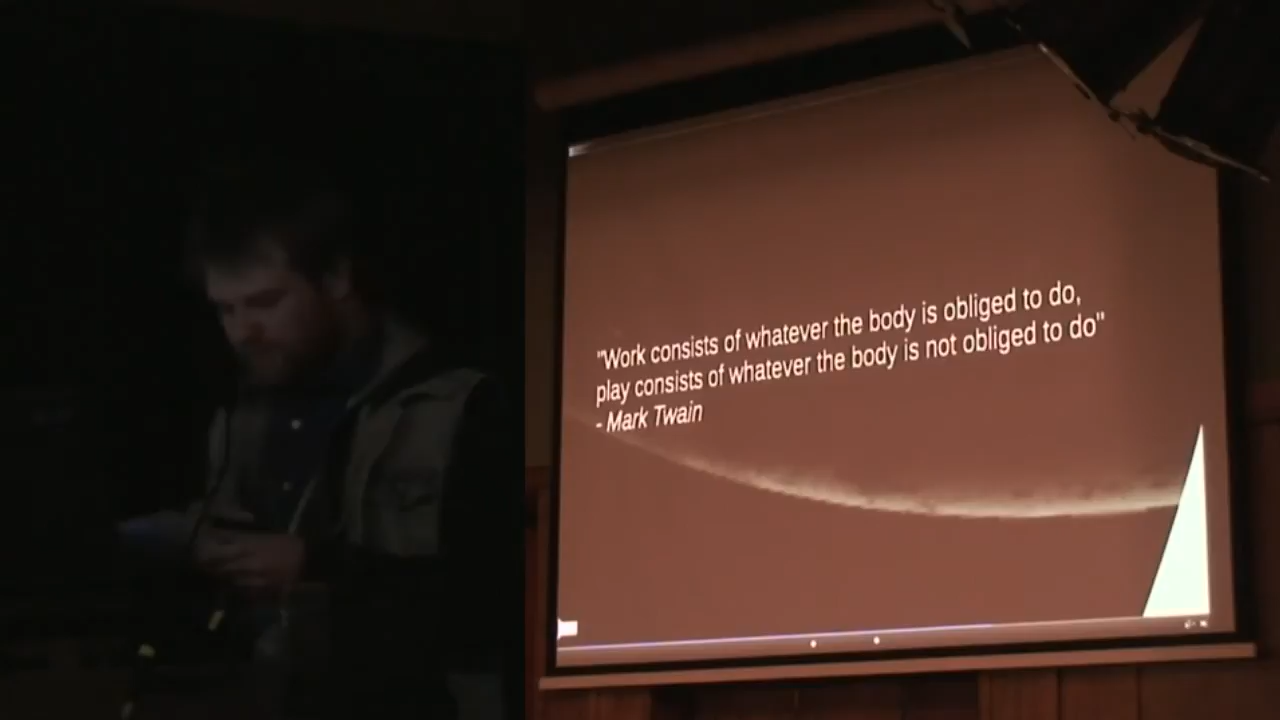 "Work consists of whatever the body is obliged to do,
play consists of whatever the body is not obliged to do"
- Mark Twain